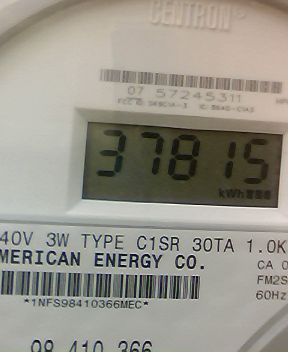 CENTRON
07 57245311
37815
kWh
40V 3W TYPE C1SR 30TA 1.0K
MERICAN ENERGY CO.
CA 0
FM2S
60Hz
*1NFS98410366MEC*
98 410 366